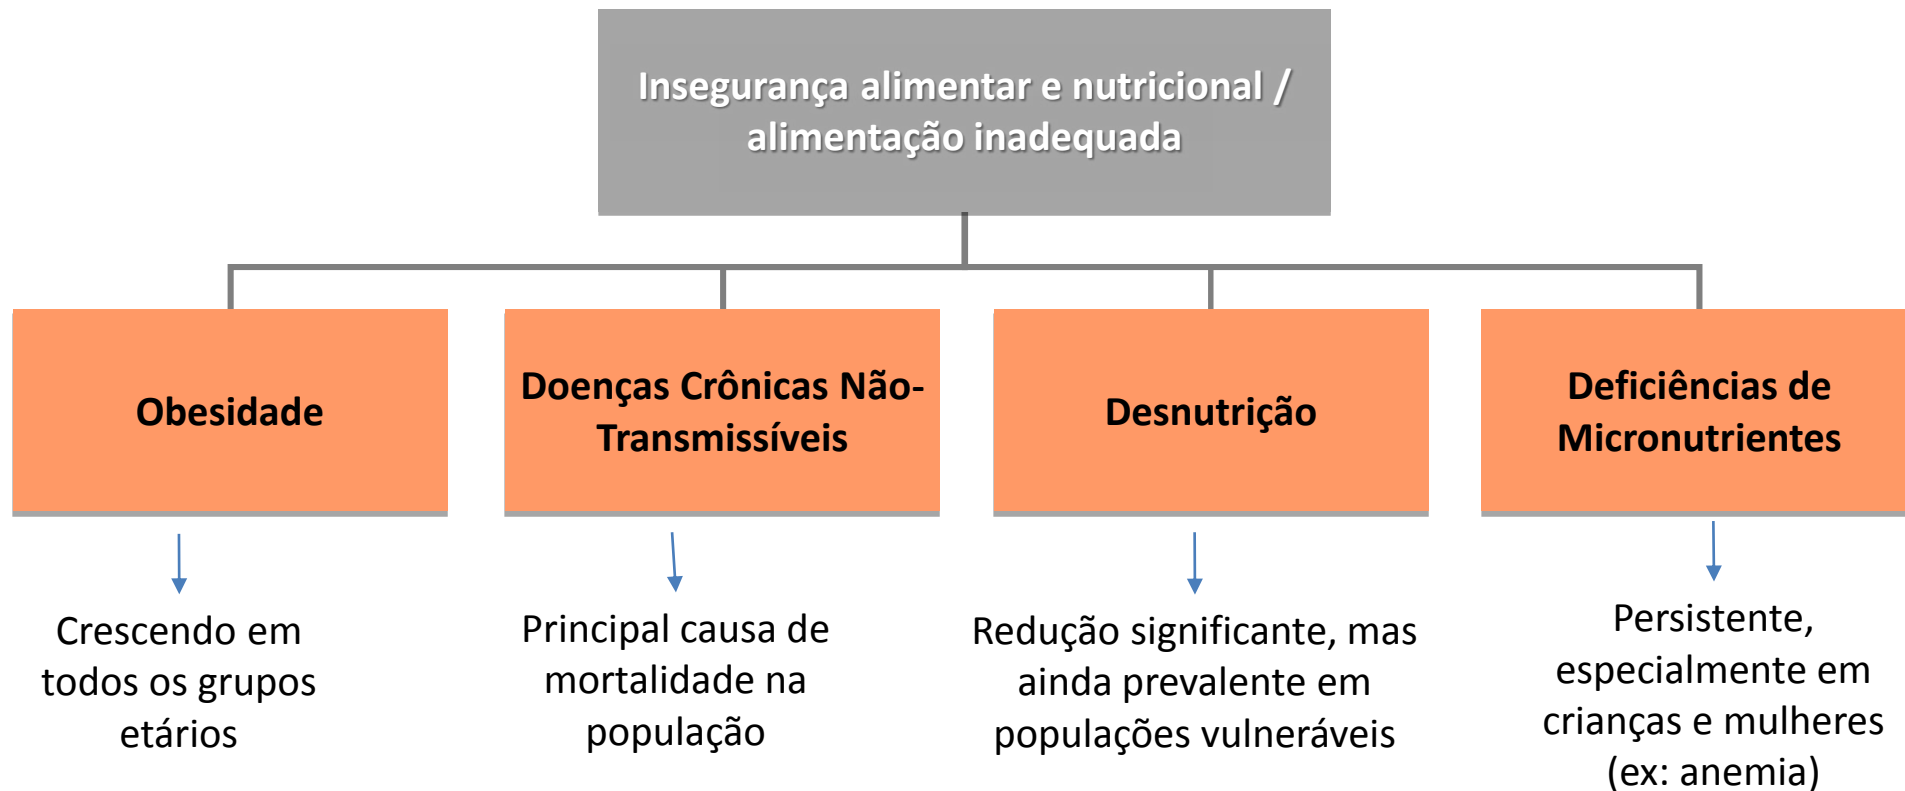 Insegurança alimentar e nutricional /
alimentação inadequada
Obesidade
Doenças Crônicas Não-
Transmissíveis
Desnutrição
Deficiências de
Micronutrientes
Crescendo em
todos os grupos
etários
Principal causa de
mortalidade na
população
Redução significante, mas
ainda prevalente em
populações vulneráveis
Persistente,
especialmente em
crianças e mulheres
(ex: anemia)